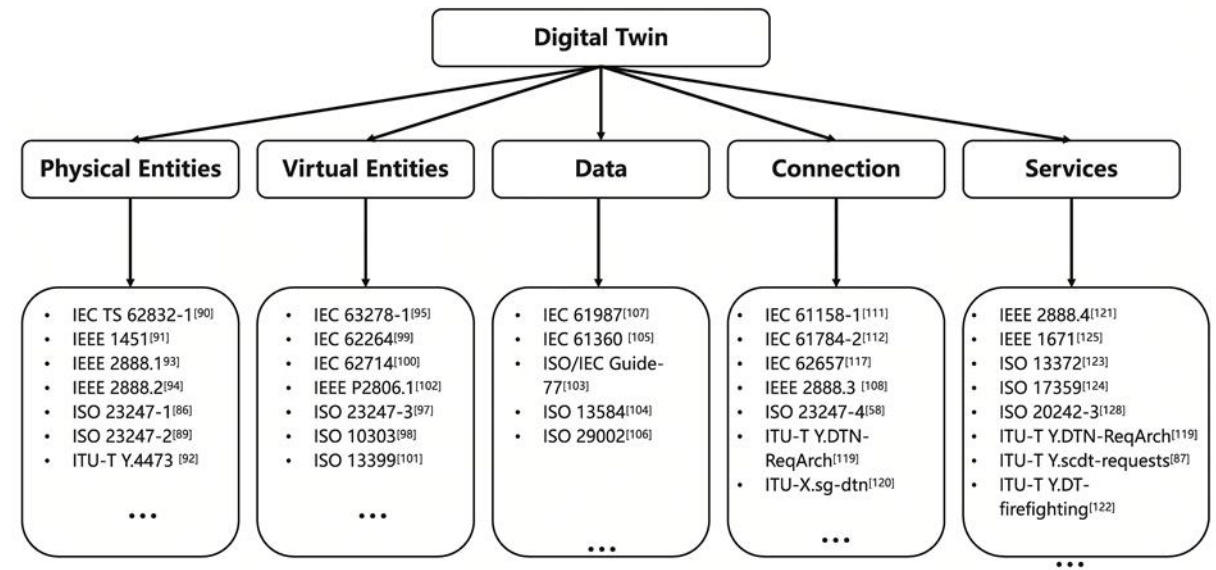 Digital Twin
Physical Entities
Virtual Entities
Data
Connection
Services
• IEC TS 62832-1[90]
• IEEE 1451[91]
• IEEE 2888.193]
• IEEE 2888.2[94]
• ISO 23247-1[86]
• ISO 23247-2[89]
• ITU-T Y.4473 [92]
...
• IEC 63278-1[95]
• IEC 62264[99]
• IEC 62714[100]
• IEEE P2806.1[102]
• ISO 23247-3[97]
• ISO 10303[98]
• ISO 13399[101]
...
• IEC 61987[107]
• IEC 61360 [105]
• ISO/IEC Guide-
77[103]
• ISO 13584[104]
• ISO 29002[106]
...
• IEC 61158-1[111]
• IEC 61784-2[112]
• IEC 62657[117]
• IEEE 2888.3 [108]
• ISO 23247-4[58]
• ITU-T Y.DTN-
ReqArch[119]
• ITU-X.sg-dtn[120]
...
• IEEE 2888.4[121]
• IEEE 1671[125]
• ISO 13372[123]
• ISO 17359[124]
• ISO 20242-3[128]
• ITU-T Y.DTN-ReqArch[119]
• ITU-T Y.scdt-requests[87]
• ITU-T Y.DT-
firefighting[122]
...